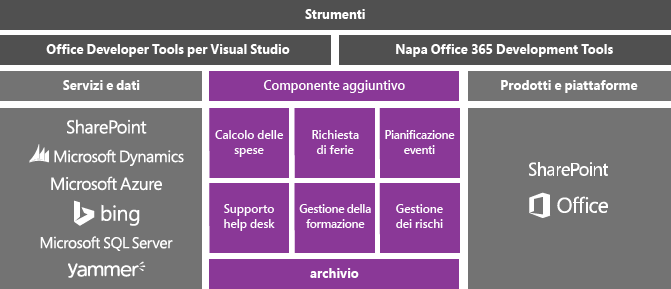 Strumenti
Office Developer Tools per Visual Studio
Napa Office 365 Development Tools
Servizi e dati
Componente aggiuntivo
Prodotti e piattaforme
SharePoint
Microsoft Dynamics
Microsoft Azure
bing
Microsoft SQL Server
yammer
Calcolo delle
spese
Richiesta
di ferie
Pianificazione
eventi
Supporto
help desk
Gestione della
formazione
Gestione
dei rischi
archivio
SharePoint
Office